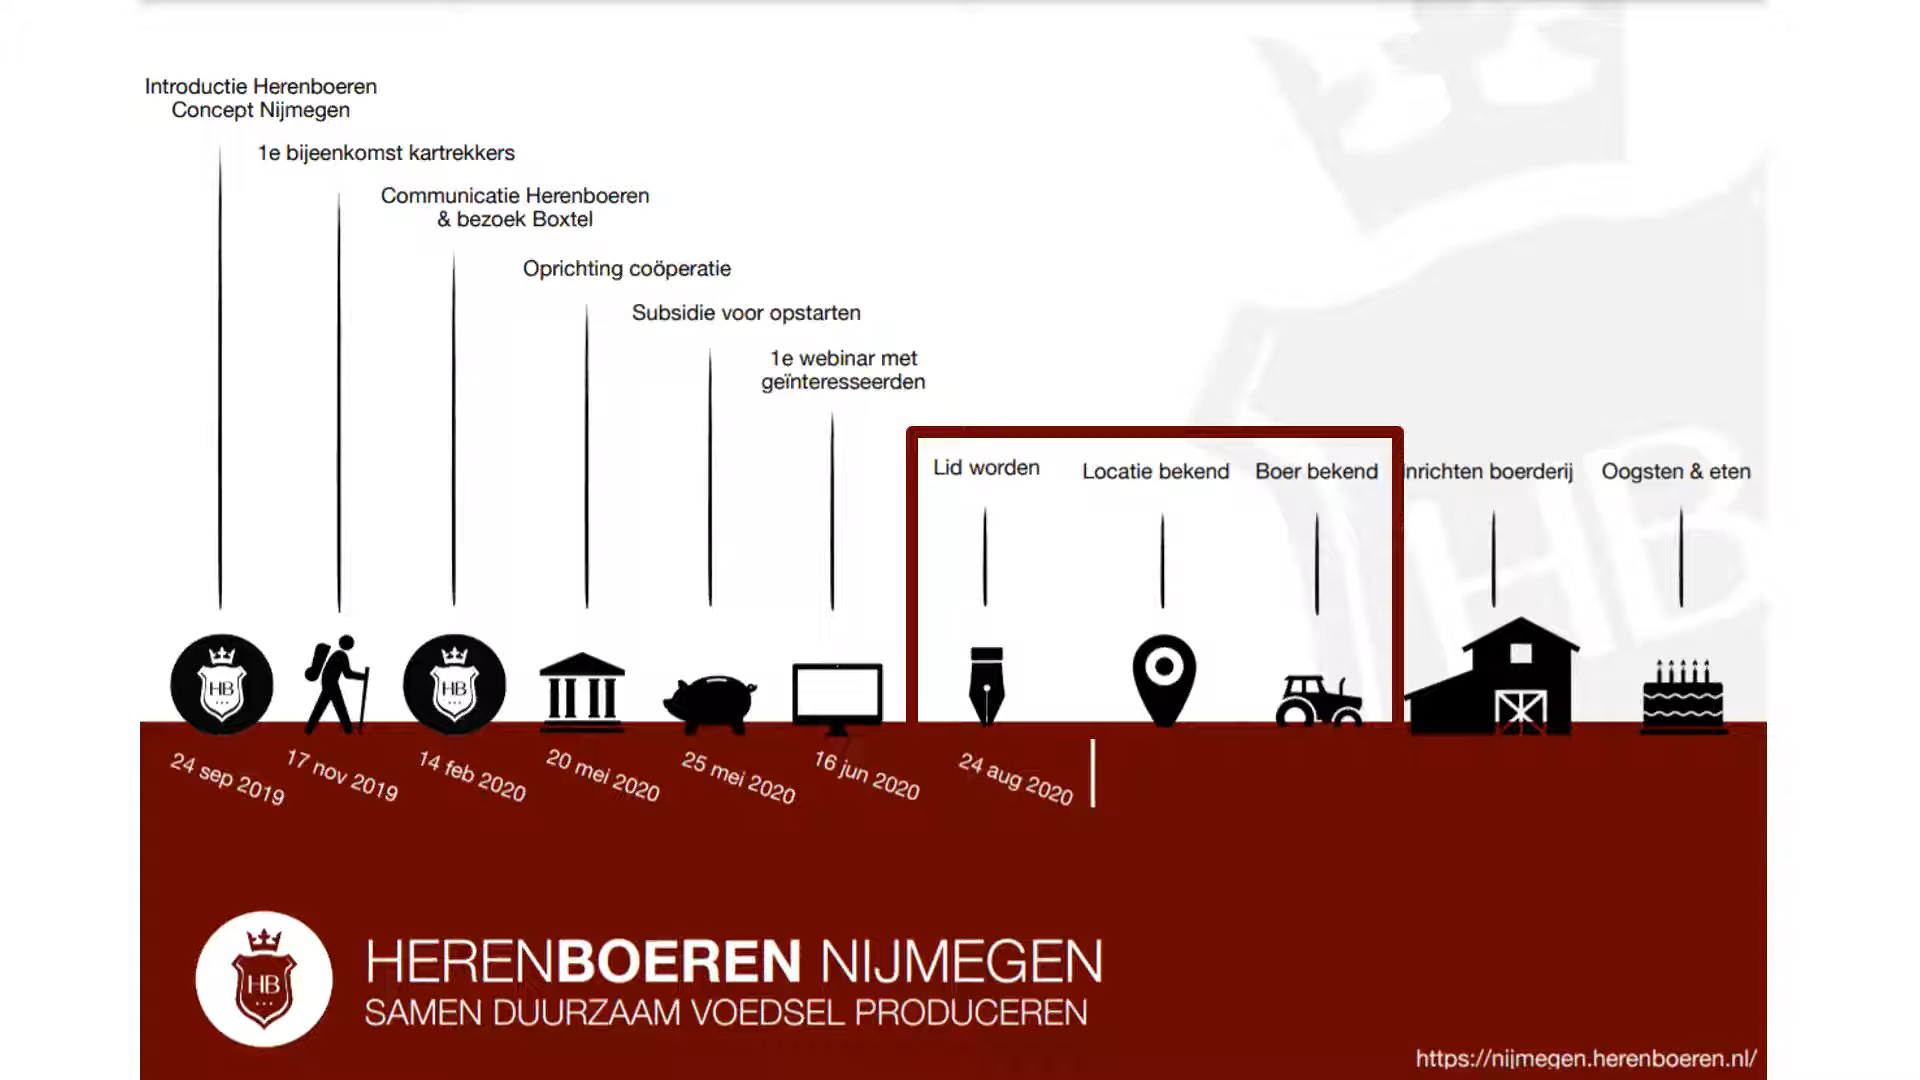 Introductie Herenboeren
Concept Nijmegen
1e bijeenkomst kartrekkers
Communicatie Herenboeren
& bezoek Boxtel
Oprichting coöperatie
Subsidie voor opstarten
1e webinar met
geïnteresseerden
Lid worden
Locatie bekend
Boer bekend
Inrichten boerderij
Oogsten & eten
HB
HB
HB
24 sep 2019
17 nov 2019
14 feb 2020
20 mei 2020
25 mei 2020
16 jun 2020
24 aug 2020
HB
HERENBOEREN NIJMEGEN
SAMEN DUURZAAM VOEDSEL PRODUCEREN
https://nijmegen.herenboeren.nl/